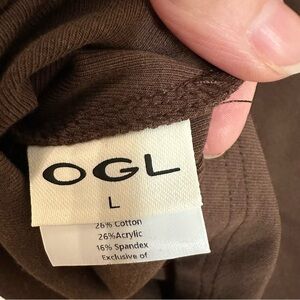 OGL
L
26% Cotton
26%Acrylic
16% Spandex
Exclusive of